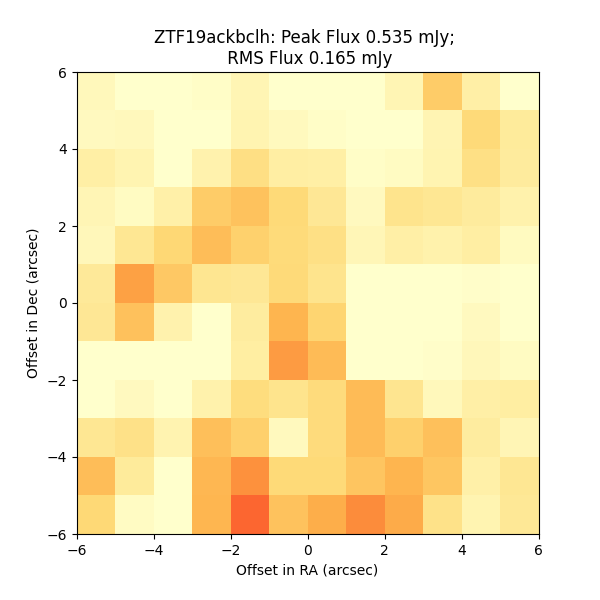 ZTF19ackbclh: Peak Flux 0.535 mJy;
RMS Flux 0.165 mJy
6
4
2
0
−2
−4
−6
Offset in Dec (arcsec)
−6 −4 −2 0 2 4 6
Offset in RA (arcsec)